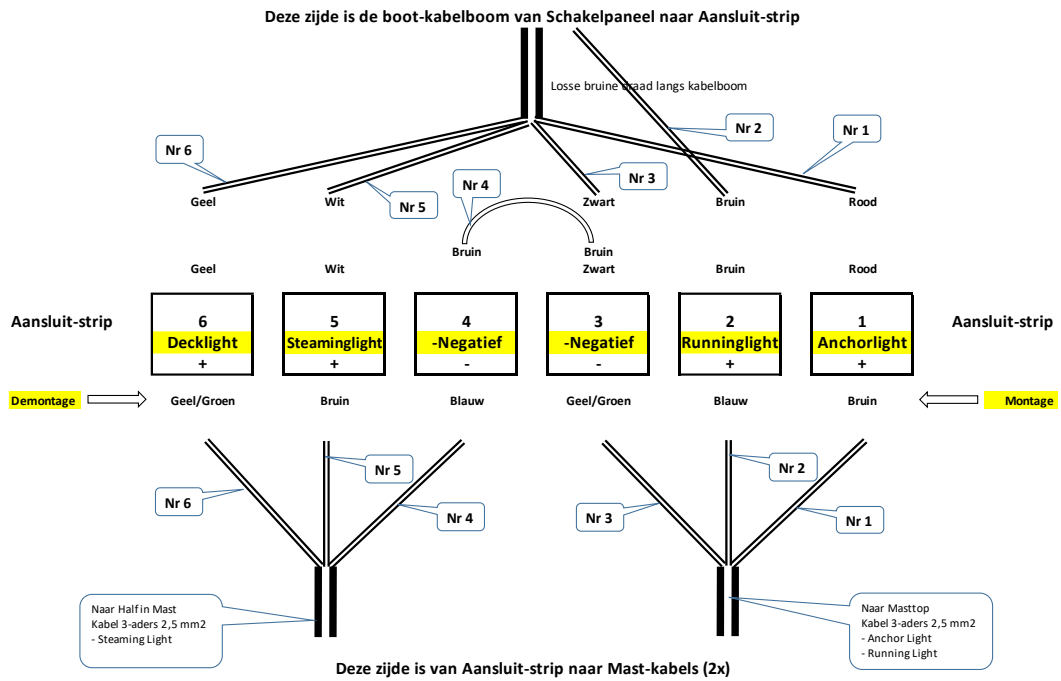 Deze zijde is de boot-kabelboom van Schakelpaneel naar Aansluit-strip
Losse bruine draad langs kabelboom
Nr 6
Nr 5
Nr 4
Nr 3
Nr 2
Nr 1
Geel
Wit
Zwart
Bruin
Rood
Bruin
Bruin
Geel
Wit
Zwart
Bruin
Rood
Aansluit-strip
6
Decklight
+
5
Steaminglight
+
4
-Negatief
-
3
-Negatief
-
2
Runninglight
+
1
Anchorlight
+
Aansluit-strip
Demontage
Geel/Groen
Bruin
Blauw
Geel/Groen
Blauw
Bruin
Montage
Nr 6
Nr 5
Nr 4
Nr 3
Nr 2
Nr 1
Naar Half in Mast
Kabel 3-aders 2,5 mm2
- Steaming Light
Naar Masttop
Kabel 3-aders 2,5 mm2
- Anchor Light
- Running Light
Deze zijde is van Aansluit-strip naar Mast-kabels (2x)